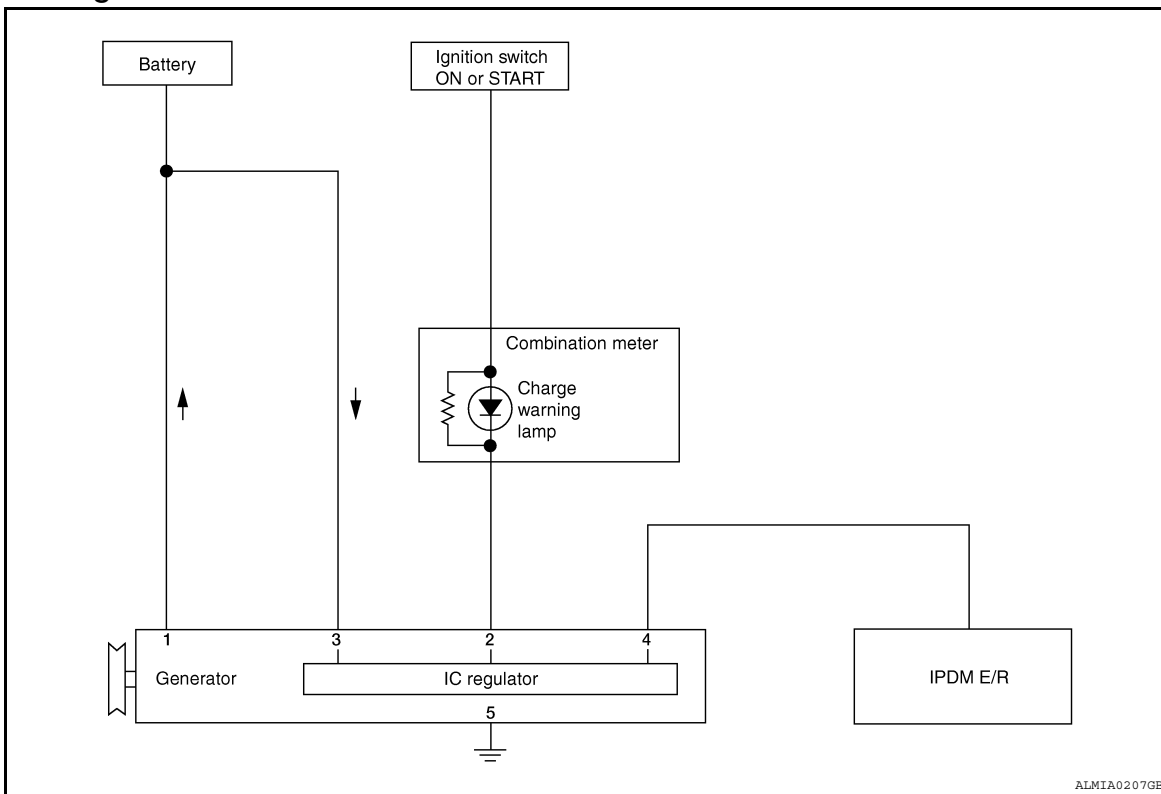 Battery
Ignition switch
ON or START
Combination meter
Charge
warning
lamp
1
3
2
4
Generator
IC regulator
IPDM E/R
5